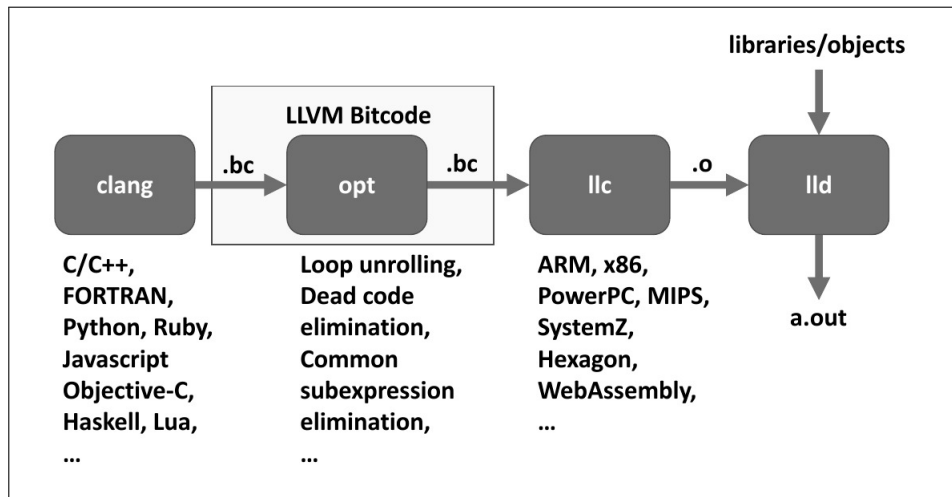 libraries/objects
LLVM Bitcode
clang
.bc
opt
.bc
llc
.o
lld
C/C++,
FORTRAN,
Python, Ruby,
Javascript
Objective-C,
Haskell, Lua,
...
Loop unrolling,
Dead code
elimination,
Common
subexpression
elimination,
...
ARM, x86,
PowerPC, MIPS,
SystemZ,
Hexagon,
WebAssembly,
...
a.out